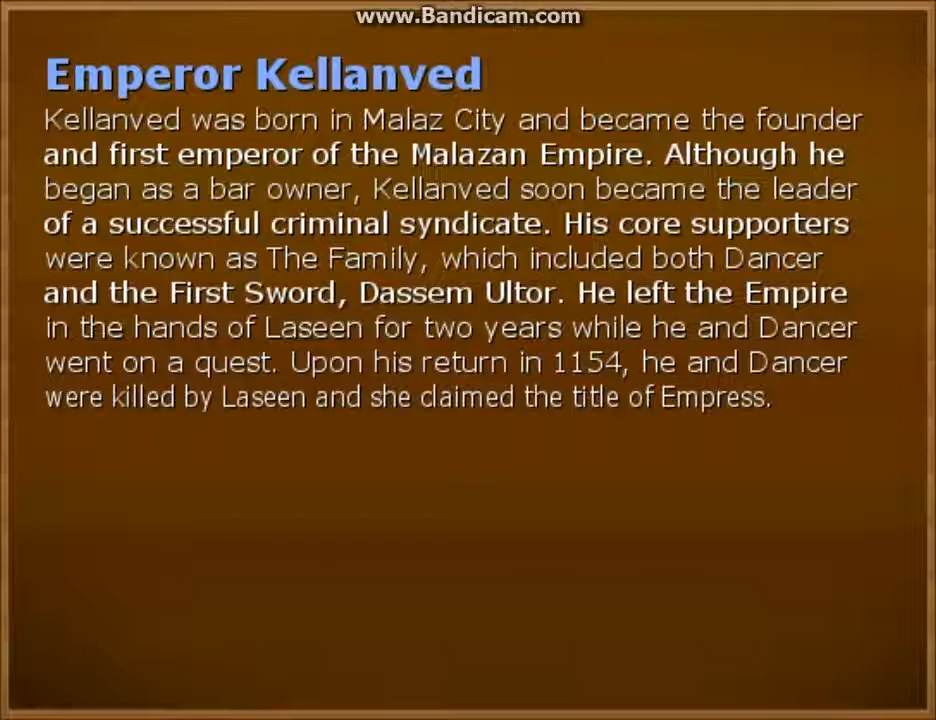 www.Bandicam.com
Emperor Kellanved
Kellanved was born in Malaz City and became the founder
and first emperor of the Malazan Empire. Although he
began as a bar owner, Kellanved soon became the leader
of a successful criminal syndicate. His core supporters
were known as The Family, which included both Dancer
and the First Sword, Dassem Ultor. He left the Empire
in the hands of Laseen for two years while he and Dancer
went on a quest. Upon his return in 1154, he and Dancer
were killed by Laseen and she claimed the title of Empress.